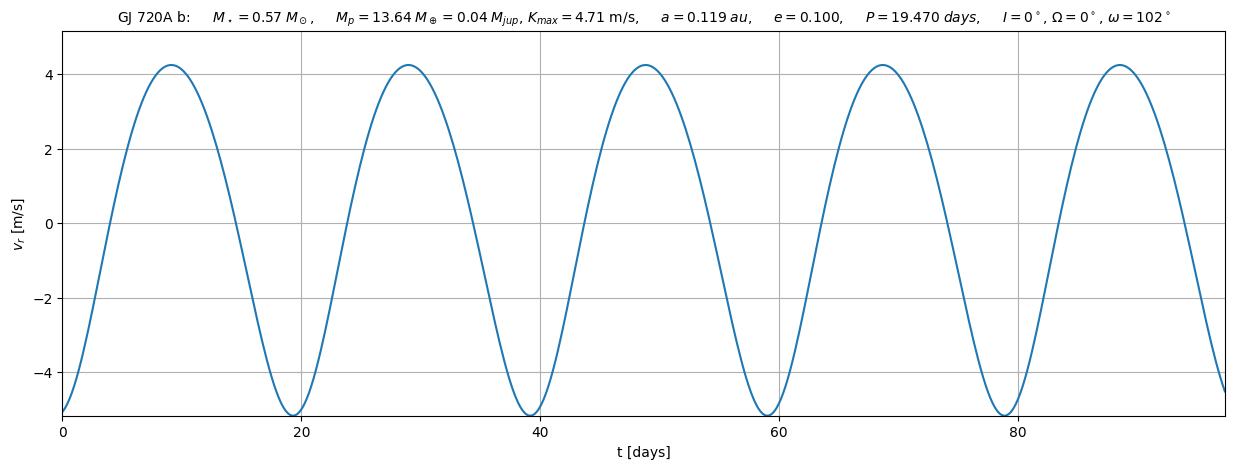 GJ 720A b: M⋆ = 0.57 M⊙, Mp = 13.64 M⊕ = 0.04 Mjup, Kmax = 4.71 m/s, a = 0.119 au, e = 0.100, P = 19.470 days, I = 0°, Ω = 0°, ω = 102°
4
2
0
−2
−4
vr [m/s]
0 20 40 60 80
t [days]